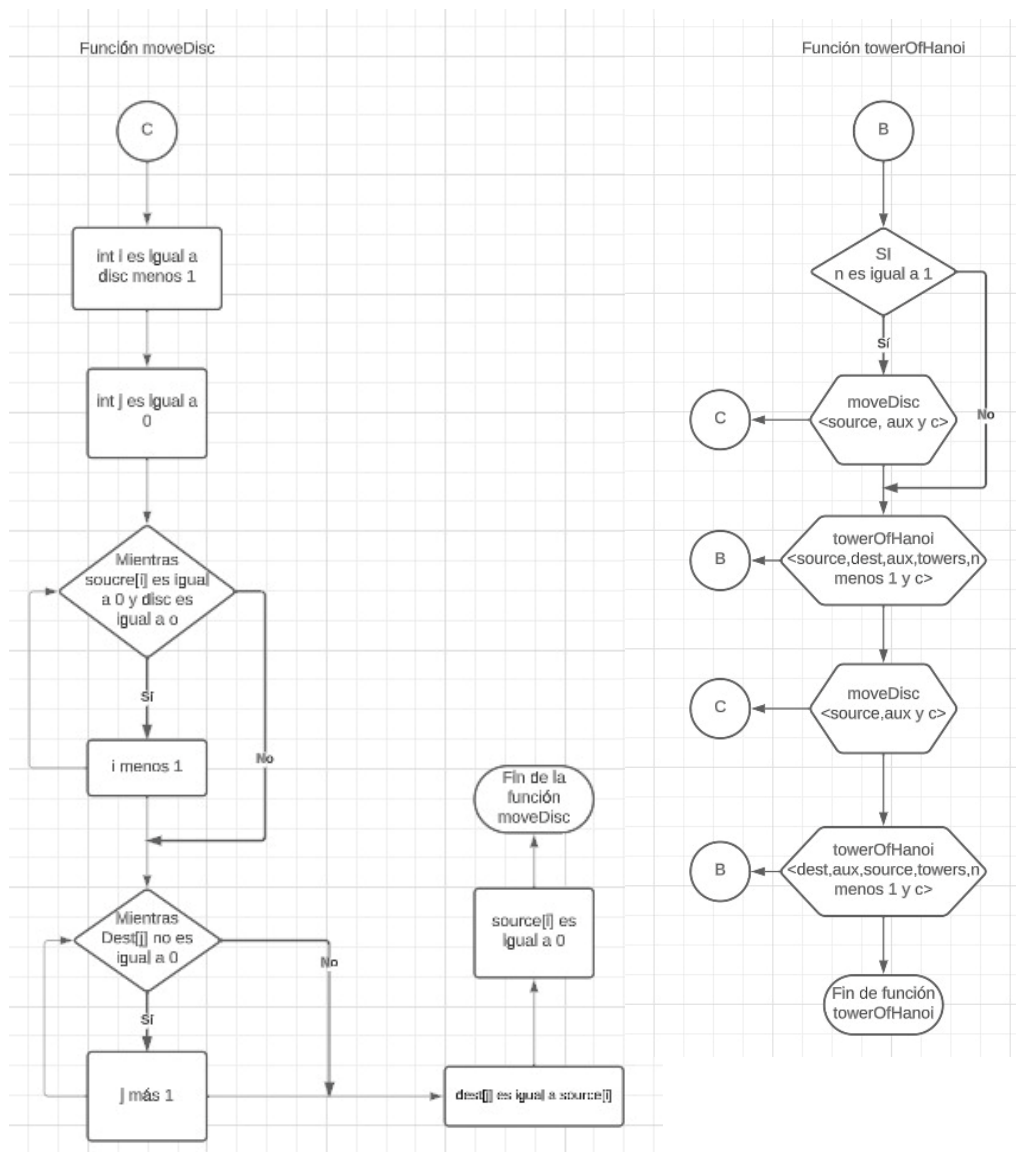 Función moveDisc
C
int i es igual a
disc menos 1
int j es igual a
0
Mientras
soucre[i] es igual
a 0 y disc es
igual a o
Sí
i menos 1
No
Mientras
Dest[j] no es
igual a 0
No
Sí
j más 1
dest[j] es igual a source[i]
source[i] es
igual a 0
Fin de la
función
moveDisc
Función towerOfHanoi
B
SI
n es igual a 1
Sí
No
moveDisc
<source, aux y c>
C
towerOfHanoi
<source,dest,aux,towers,n
menos 1 y c>
B
moveDisc
<source,aux y c>
C
towerOfHanoi
<dest,aux,source,towers,n
menos 1 y c>
B
Fin de función
towerOfHanoi